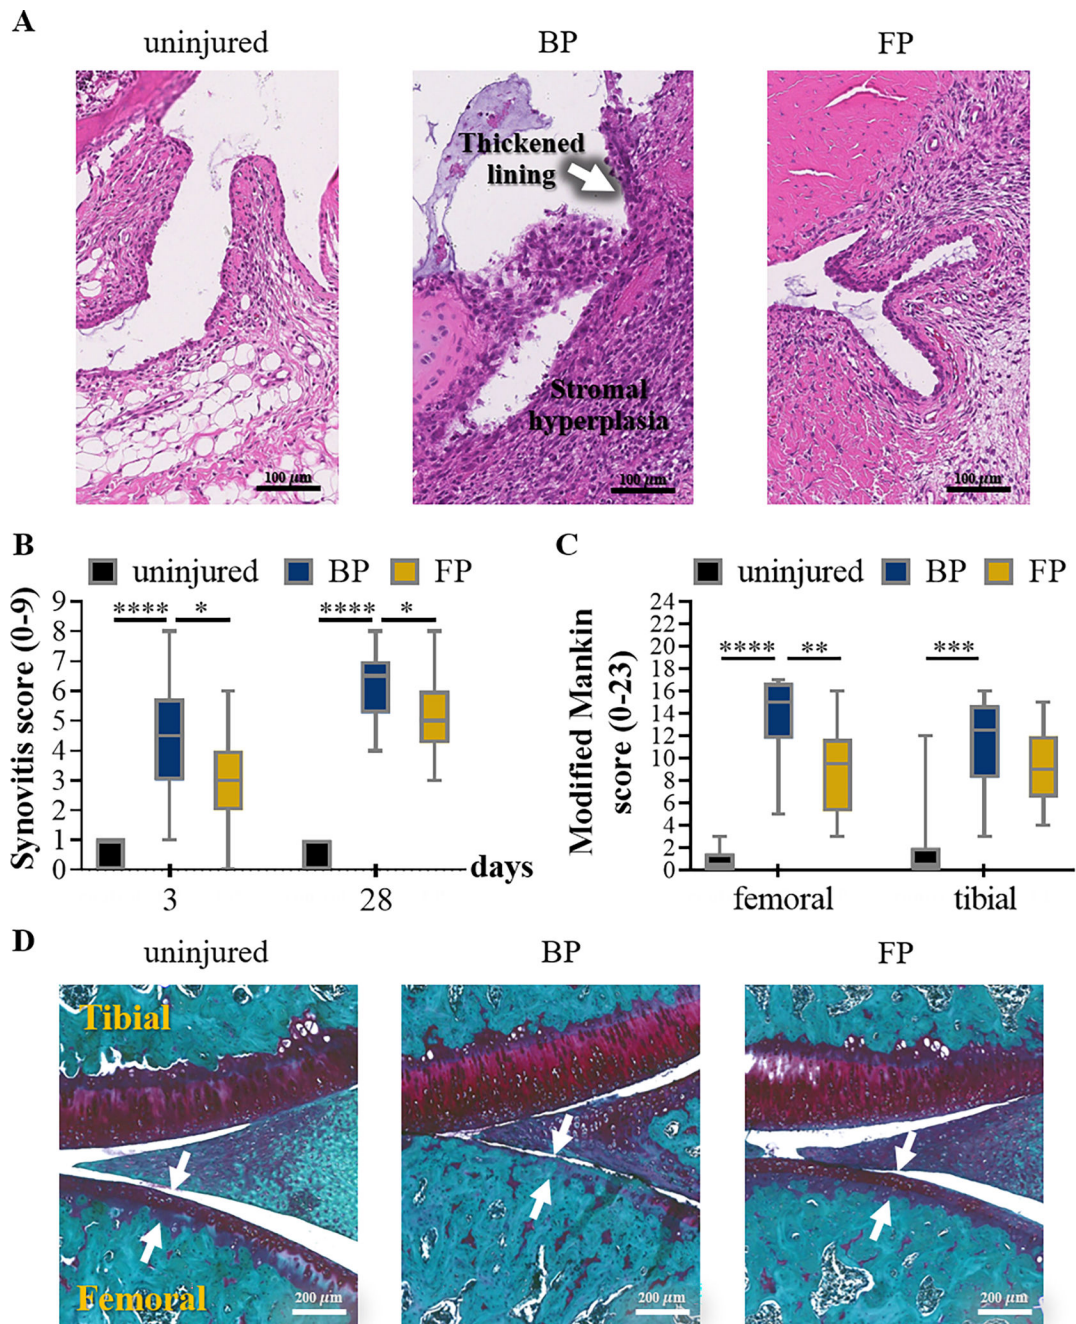 A
uninjured
BP
FP
Thickened
lining
Stromal
hyperplasia
100 µm
100 µm
100 µm
B
uninjured
BP
FP
Synovitis score (0-9)
9
8
7
6
5
4
3
2
1
0
****
*
****
*
3
28
days
C
uninjured
BP
FP
Modified Mankin
score (0-23)
24
22
20
18
16
14
12
10
8
6
4
2
0
****
**
***
femoral
tibial
D
uninjured
BP
FP
Tibial
Femoral
200 µm
200 µm
200 µm